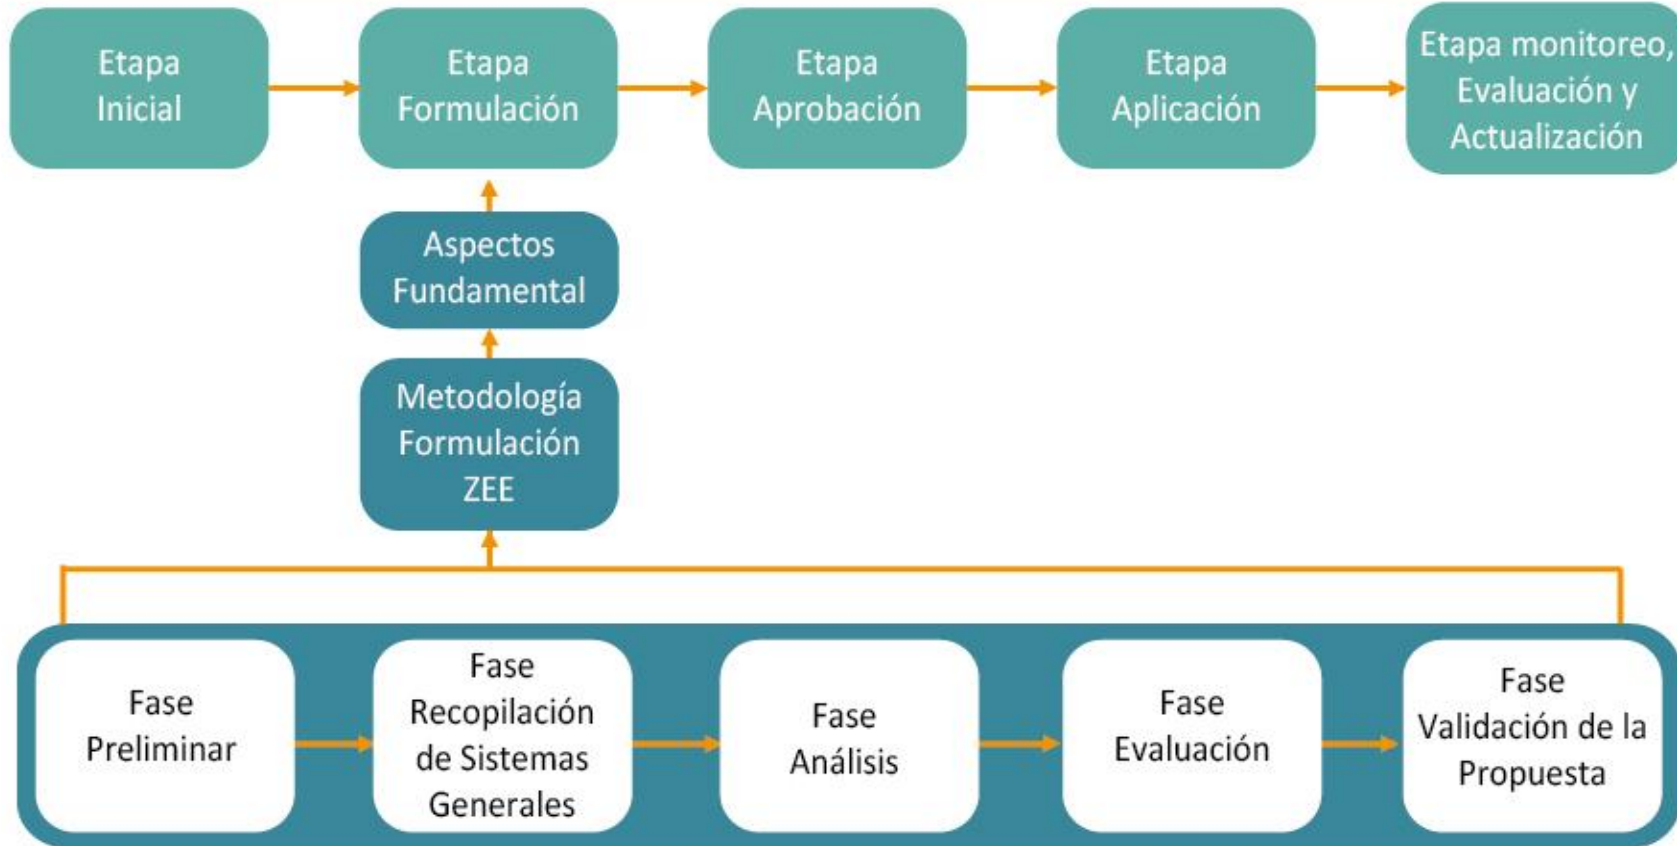 Etapa
Inicial
Etapa
Formulación
Etapa
Aprobación
Etapa
Aplicación
Etapa monitoreo,
Evaluación y
Actualización
Aspectos
Fundamental
Metodología
Formulación
ZEE
Fase
Preliminar
Fase
Recopilación
de Sistemas
Generales
Fase
Análisis
Fase
Evaluación
Fase
Validación de la
Propuesta